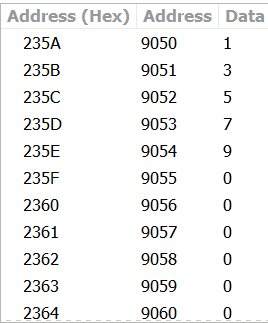 Address (Hex) Address Data
235A 9050 1
235B 9051 3
235C 9052 5
235D 9053 7
235E 9054 9
235F 9055 0
2360 9056 0
2361 9057 0
2362 9058 0
2363 9059 0
2364 9060 0